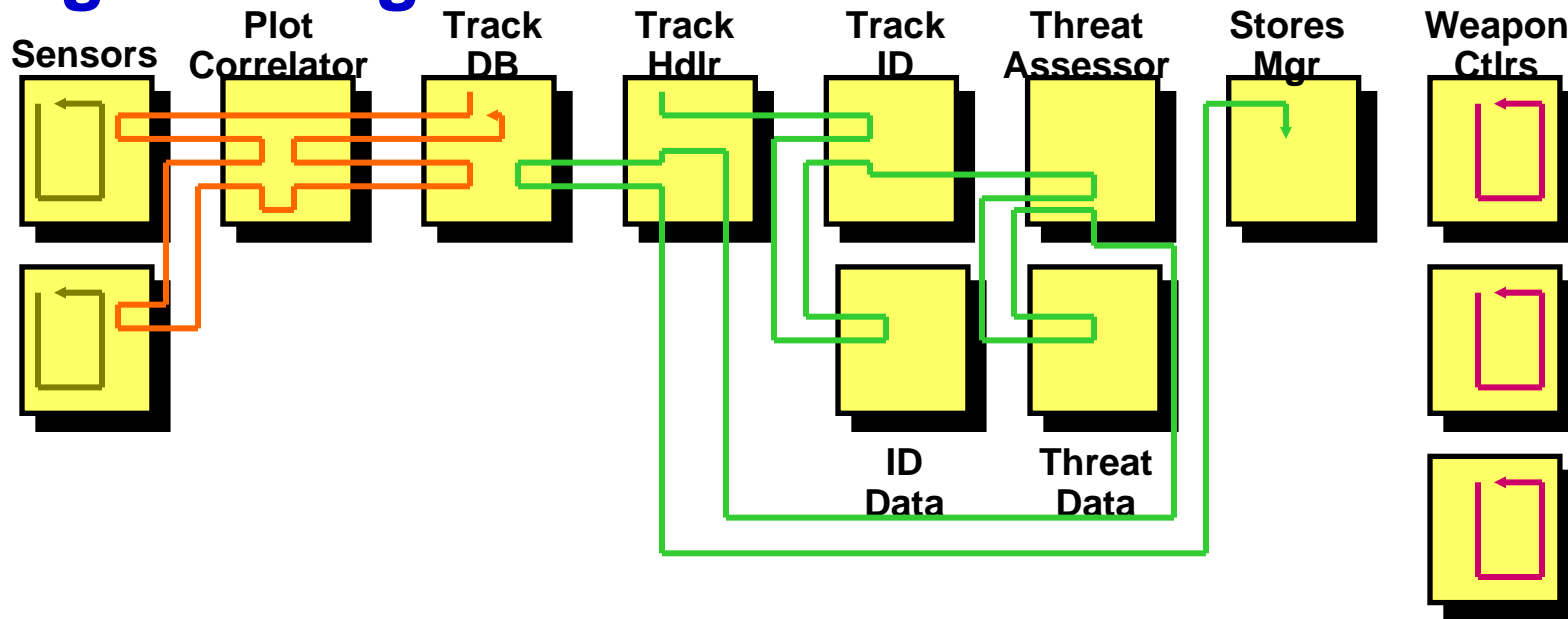 Sensors
Plot
Correlator
Track
DB
Track
Hdlr
Track
ID
Threat
Assessor
Stores
Mgr
Weapon
Ctlrs
ID
Data
Threat
Data